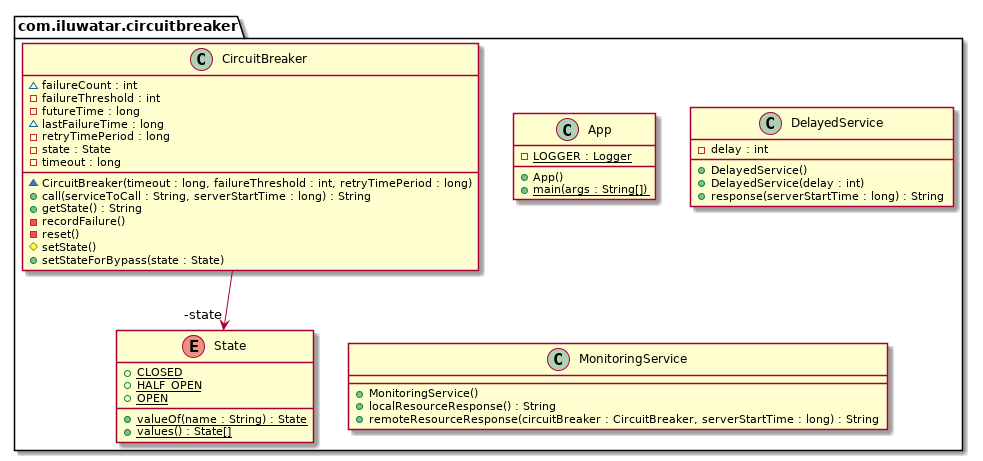 com.iluwatar.circuitbreaker
C CircuitBreaker
failureCount : int
failureThreshold : int
futureTime : long
lastFailureTime : long
retryTimePeriod : long
state : State
timeout : long
CircuitBreaker(timeout : long, failureThreshold : int, retryTimePeriod : long)
call(serviceToCall : String, serverStartTime : long) : String
getState() : String
recordFailure()
reset()
setState()
setStateForBypass(state : State)
C App
LOGGER : Logger
App()
main(args : String[])
C DelayedService
delay : int
DelayedService()
DelayedService(delay : int)
response(serverStartTime : long) : String
-state
E State
CLOSED
HALF_OPEN
OPEN
valueOf(name : String) : State
values() : State[]
C MonitoringService
MonitoringService()
localResourceResponse() : String
remoteResourceResponse(circuitBreaker : CircuitBreaker, serverStartTime : long) : String